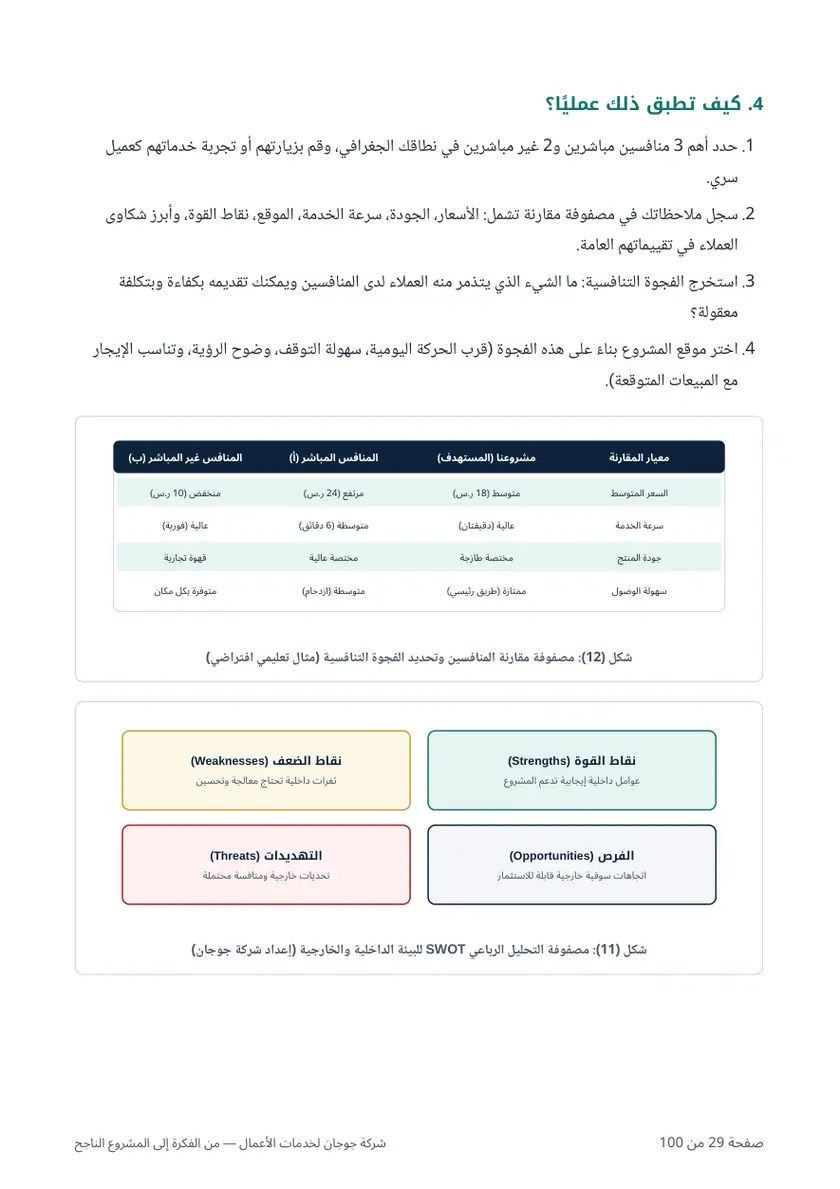 4. كيف تطبق ذلك عمليًا؟
1. حدد أهم 3 منافسين مباشرين و2 غير مباشرين في نطاقك الجغرافي، وقم بزيارتهم أو تجربة خدماتهم كعميل
سري.
2. سجل ملاحظاتك في مصفوفة مقارنة تشمل: الأسعار، الجودة، سرعة الخدمة، الموقع، نقاط القوة، وأبرز شكاوى
العملاء في تقييماتهم العامة.
3. استخرج الفجوة التنافسية: ما الشيء الذي يتذمر منه العملاء لدى المنافسين ويمكنك تقديمه بكفاءة وبتكلفة
معقولة؟
4. اختر موقع المشروع بناءً على هذه الفجوة (قرب الحركة اليومية، سهولة التوقف، وضوح الرؤية، وتناسب الإيجار
مع المبيعات المتوقعة).
معيار المقارنة مشروعنا (المستهدف) المنافس المباشر (أ) المنافس غير المباشر (ب)
السعر المتوسط متوسط (18 ر.س) مرتفع (24 ر.س) منخفض (10 ر.س)
سرعة الخدمة عالية (دقيقتان) متوسطة (6 دقائق) عالية (فورية)
جودة المنتج مختصة طازجة مختصة عالية قهوة تجارية
سهولة الوصول ممتازة (طريق رئيسي) متوسطة (ازدحام) متوفرة بكل مكان
شكل (12): مصفوفة مقارنة المنافسين وتحديد الفجوة التنافسية (مثال تعليمي افتراضي)
نقاط القوة (Strengths)
عوامل داخلية إيجابية تدعم المشروع
نقاط الضعف (Weaknesses)
ثغرات داخلية تحتاج معالجة وتحسين
الفرص (Opportunities)
اتجاهات سوقية خارجية قابلة للاستثمار
التهديدات (Threats)
تحديات خارجية ومنافسة محتملة
شكل (11): مصفوفة التحليل الرباعي SWOT للبيئة الداخلية والخارجية (إعداد شركة جوجان)
صفحة 29 من 100
شركة جوجان لخدمات الأعمال — من الفكرة إلى المشروع الناجح